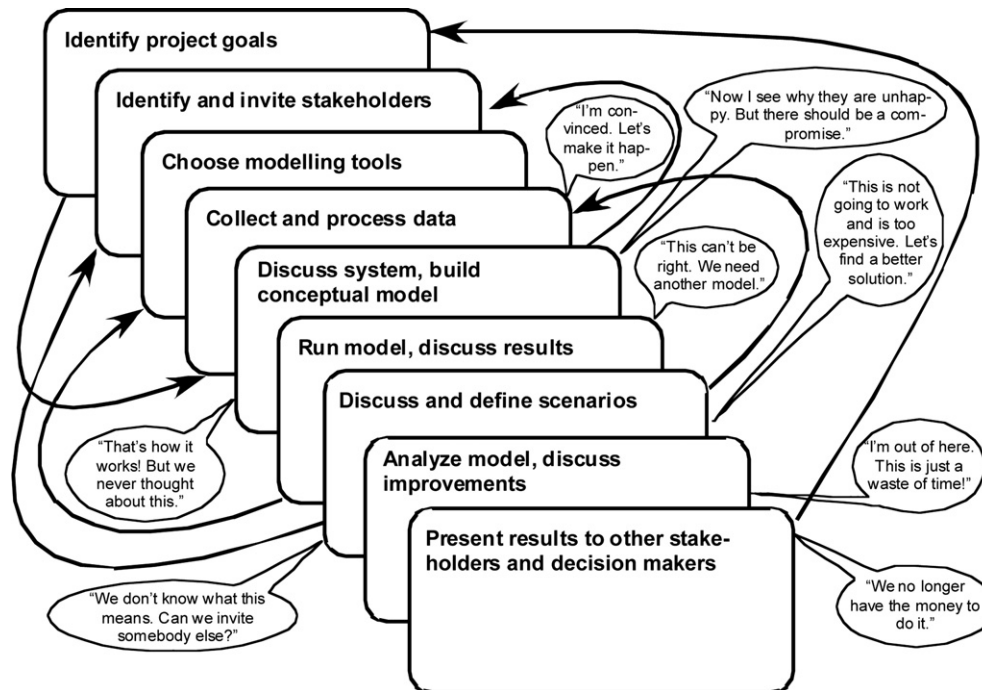 Identify project goals
Identify and invite stakeholders
Choose modelling tools
Collect and process data
Discuss system, build
conceptual model
Run model, discuss results
Discuss and define scenarios
Analyze model, discuss
improvements
Present results to other stake-
holders and decision makers
“I’m con-
vinced. Let’s
make it hap-
pen.”
“Now I see why they are unhap-
py. But there should be a com-
promise.”
“This is not
going to work
and is too
expensive. Let’s
find a better
solution.”
“This can’t be
right. We need
another model.”
“That’s how it
works! But we
never thought
about this.”
“I’m out of here.
This is just a
waste of time!”
“We don’t know what this
means. Can we invite
somebody else?”
“We no longer
have the money to
do it.”